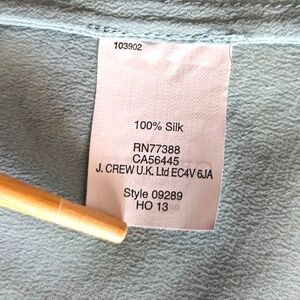 103902
100% Silk
RN77388
CA56445
J. CREW U.K. Ltd EC4V 6JA
Style 09289
HO 13